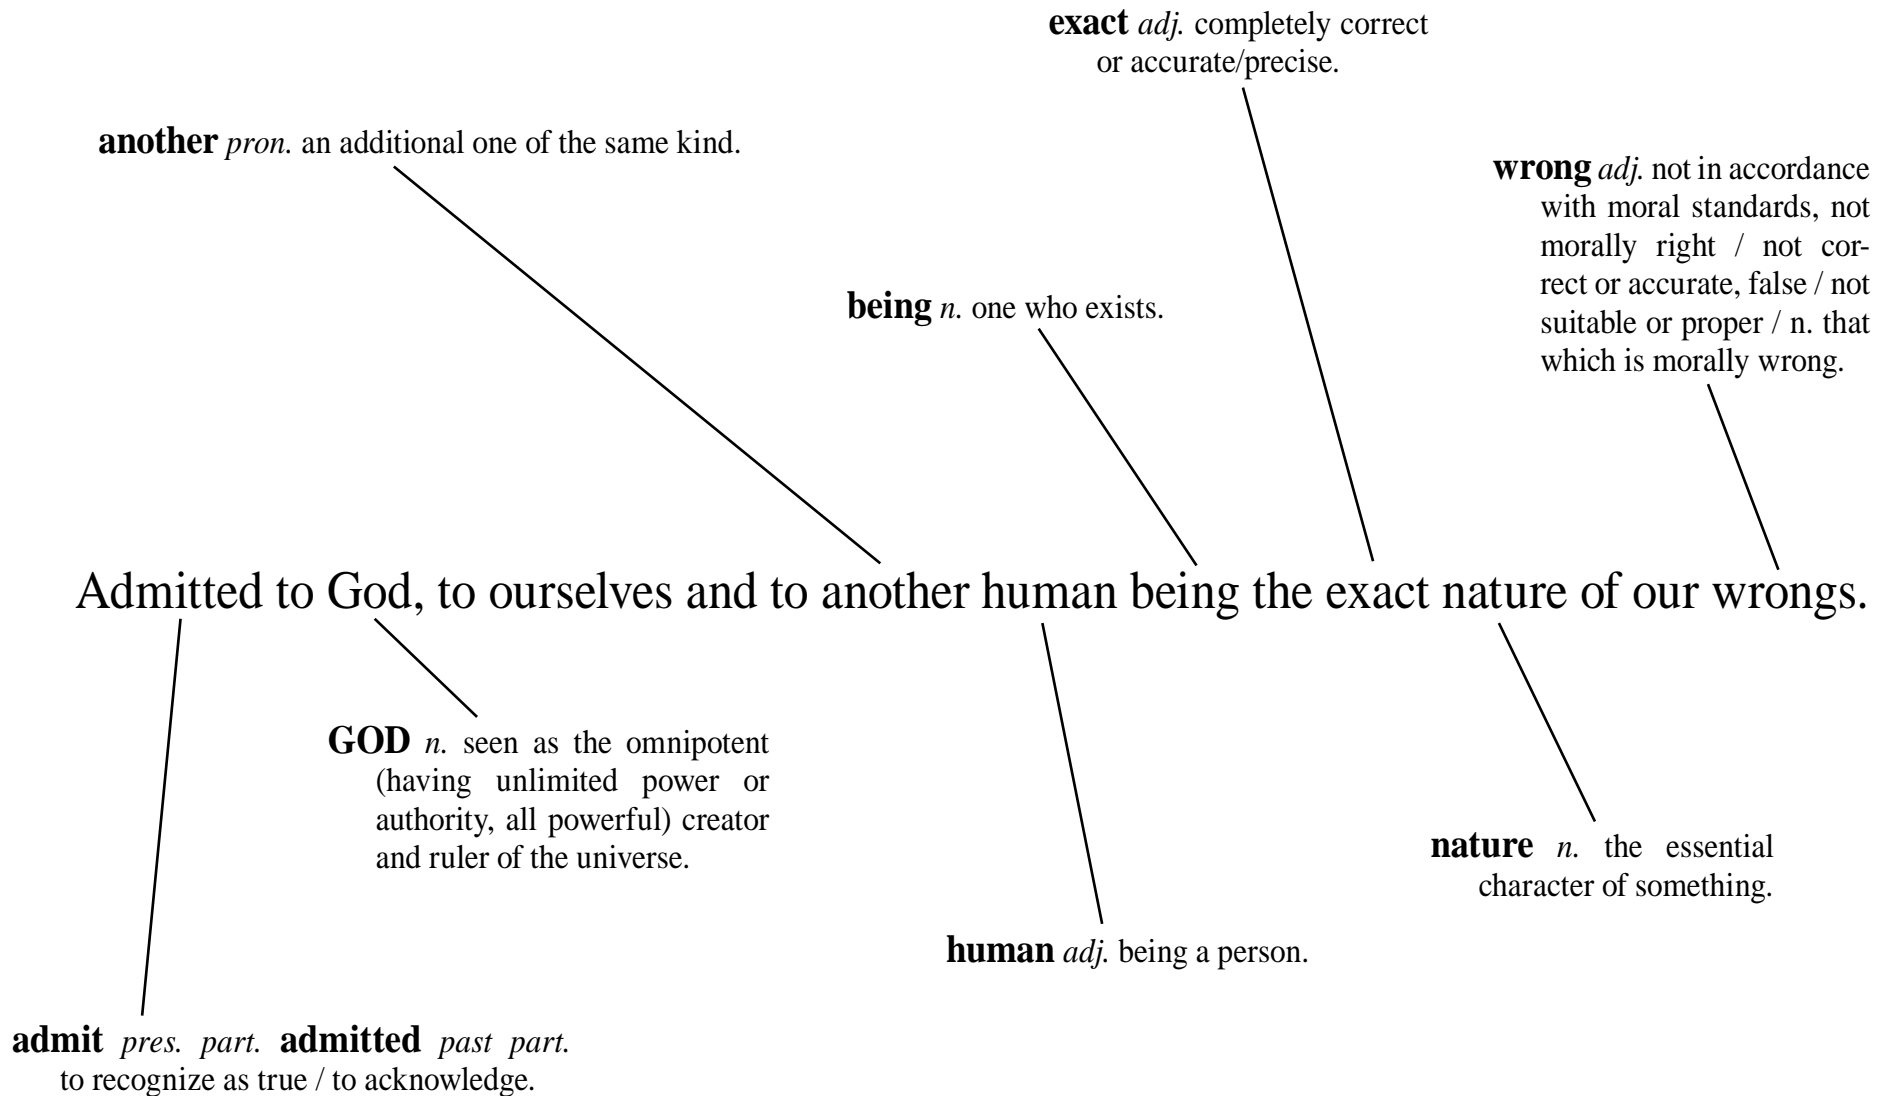 exact adj. completely correct
or accurate/precise.
another pron. an additional one of the same kind.
wrong adj. not in accordance
with moral standards, not
morally right / not cor-
rect or accurate, false / not
suitable or proper / n. that
which is morally wrong.
being n. one who exists.
Admitted to God, to ourselves and to another human being the exact nature of our wrongs.
GOD n. seen as the omnipotent
(having unlimited power or
authority, all powerful) creator
and ruler of the universe.
nature n. the essential
character of something.
human adj. being a person.
admit pres. part. admitted past part.
to recognize as true / to acknowledge.